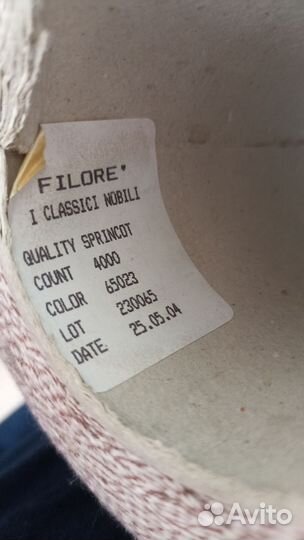 FILORE'
I CLASSICI NOBILI
QUALITY SPRINCOT
COUNT 4000
COLOR 65023
LOT 230065
DATE 25.05.04
Avito